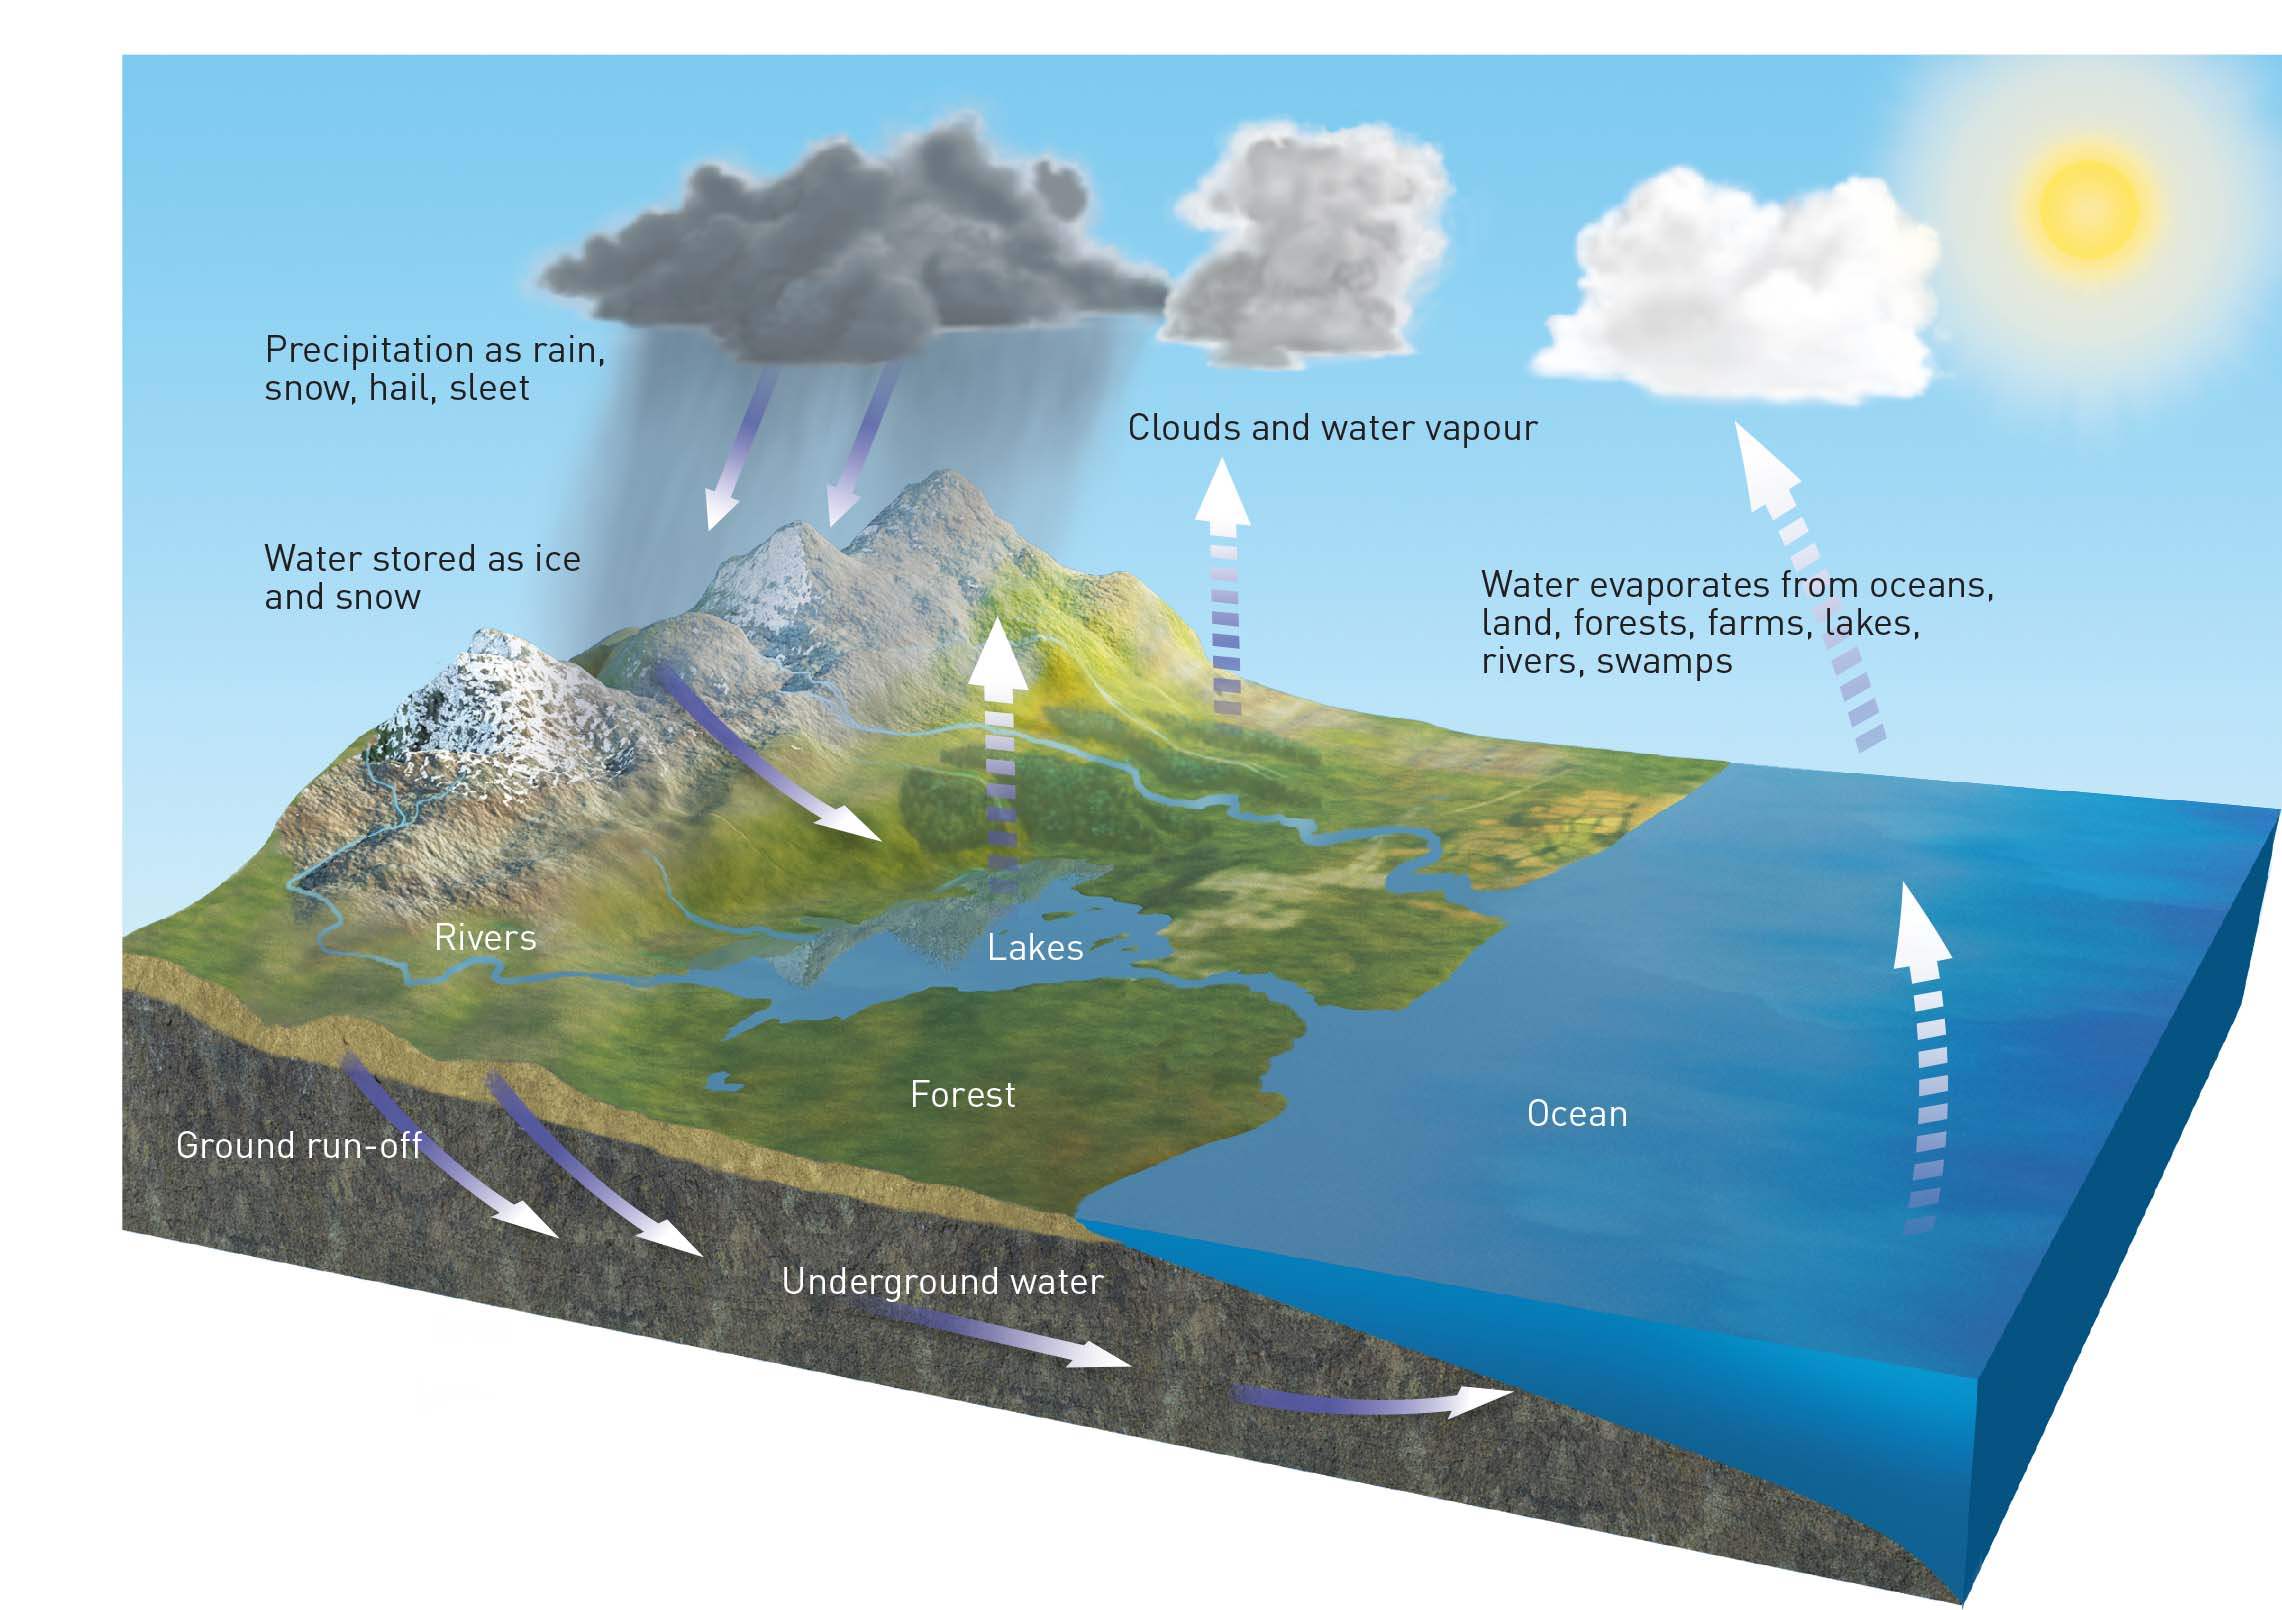 Precipitation as rain,
snow, hail, sleet
Clouds and water vapour
Water stored as ice
and snow
Water evaporates from oceans,
land, forests, farms, lakes,
rivers, swamps
Rivers
Lakes
Forest
Ocean
Ground run-off
Underground water